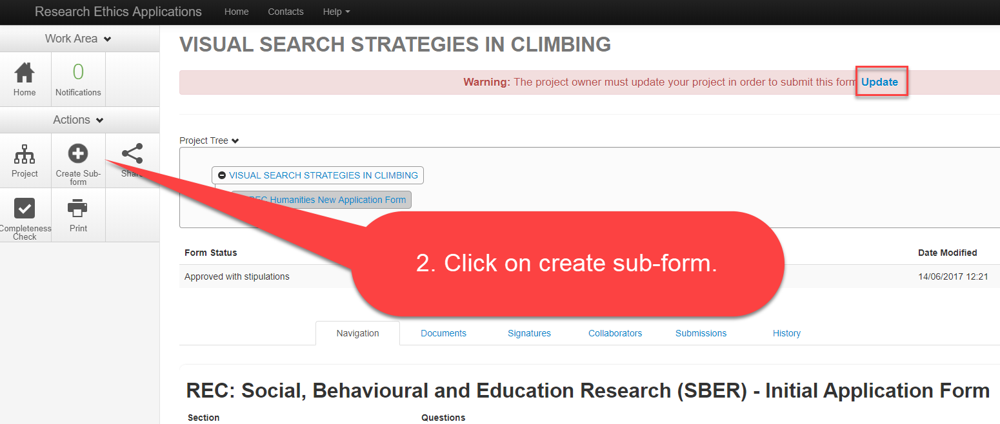 Research Ethics Applications Home Contacts Help
Work Area
Home
0
Notifications
Actions
Project
Create Sub-
form
Completeness
Check
Print
VISUAL SEARCH STRATEGIES IN CLIMBING
Warning: The project owner must update your project in order to submit this form Update
Project Tree
VISUAL SEARCH STRATEGIES IN CLIMBING
Humanities New Application Form
2. Click on create sub-form.
Form Status Date Modified
Approved with stipulations 14/06/2017 12:21
Navigation Documents Signatures Collaborators Submissions History
REC: Social, Behavioural and Education Research (SBER) - Initial Application Form
Section Questions